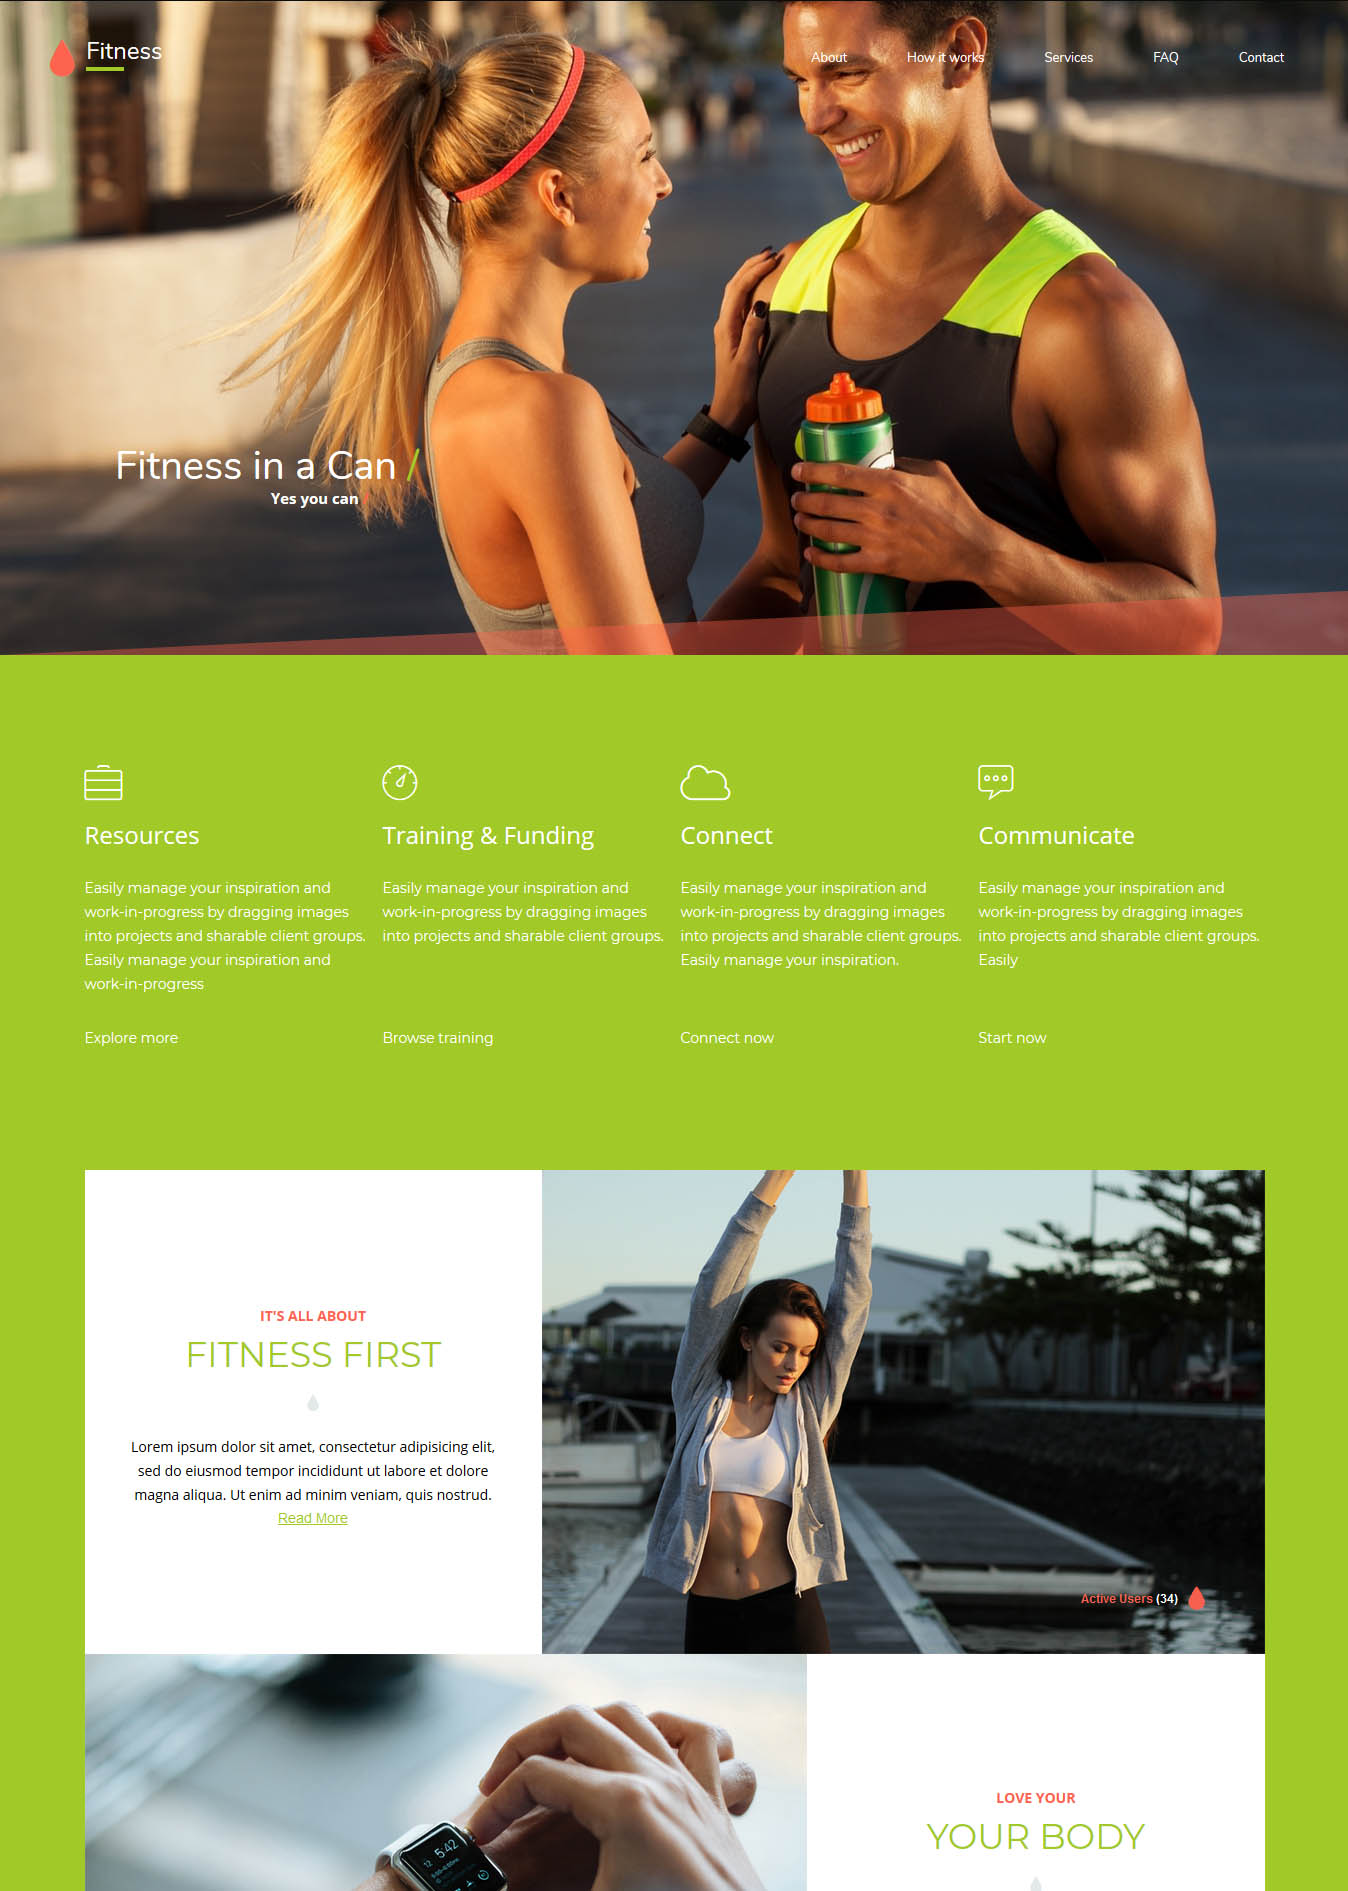 Fitness
About
How it works
Services
FAQ
Contact
Fitness in a Can /
Yes you can /
Resources
Easily manage your inspiration and
work-in-progress by dragging images
into projects and sharable client groups.
Easily manage your inspiration and
work-in-progress
Explore more
Training & Funding
Easily manage your inspiration and
work-in-progress by dragging images
into projects and sharable client groups.
Browse training
Connect
Easily manage your inspiration and
work-in-progress by dragging images
into projects and sharable client groups.
Easily manage your inspiration.
Connect now
Communicate
Easily manage your inspiration and
work-in-progress by dragging images
into projects and sharable client groups.
Easily
Start now
IT'S ALL ABOUT
FITNESS FIRST
Lorem ipsum dolor sit amet, consectetur adipisicing elit,
sed do eiusmod tempor incididunt ut labore et dolore
magna aliqua. Ut enim ad minim veniam, quis nostrud.
Read More
Active Users (34)
5:42
LOVE YOUR
YOUR BODY